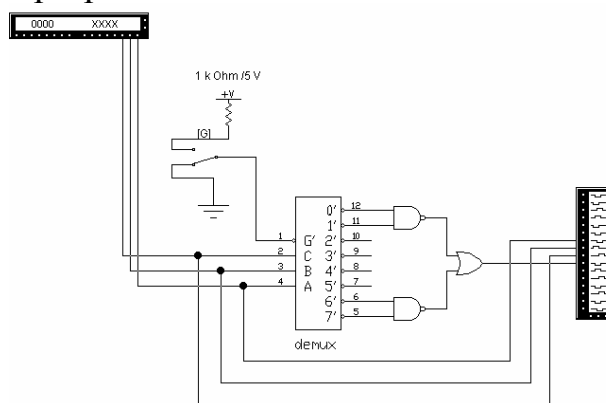 0000 XXXX
1 k Ohm /5 V
+V
[G]
0' 12
1' 11
1 G' 2' 10
2 C 3' 9
3 B 4' 8
4 A 5' 7
6' 6
7' 5
demux